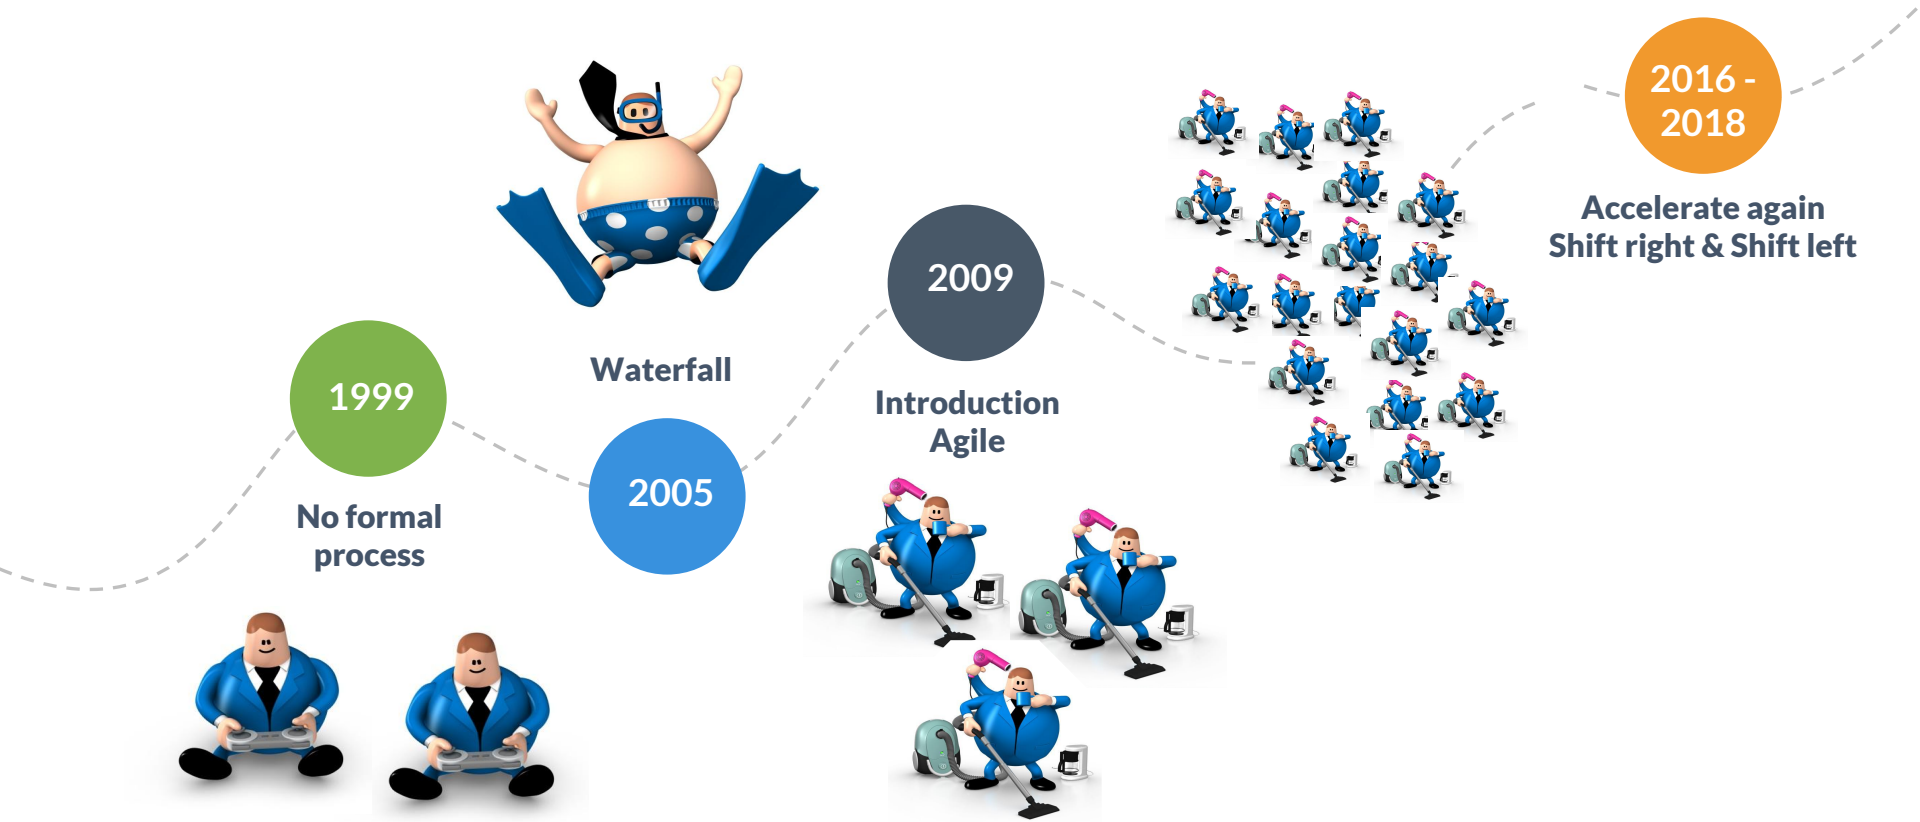 1999
No formal
process
Waterfall
2005
2009
Introduction
Agile
2016 -
2018
Accelerate again
Shift right & Shift left